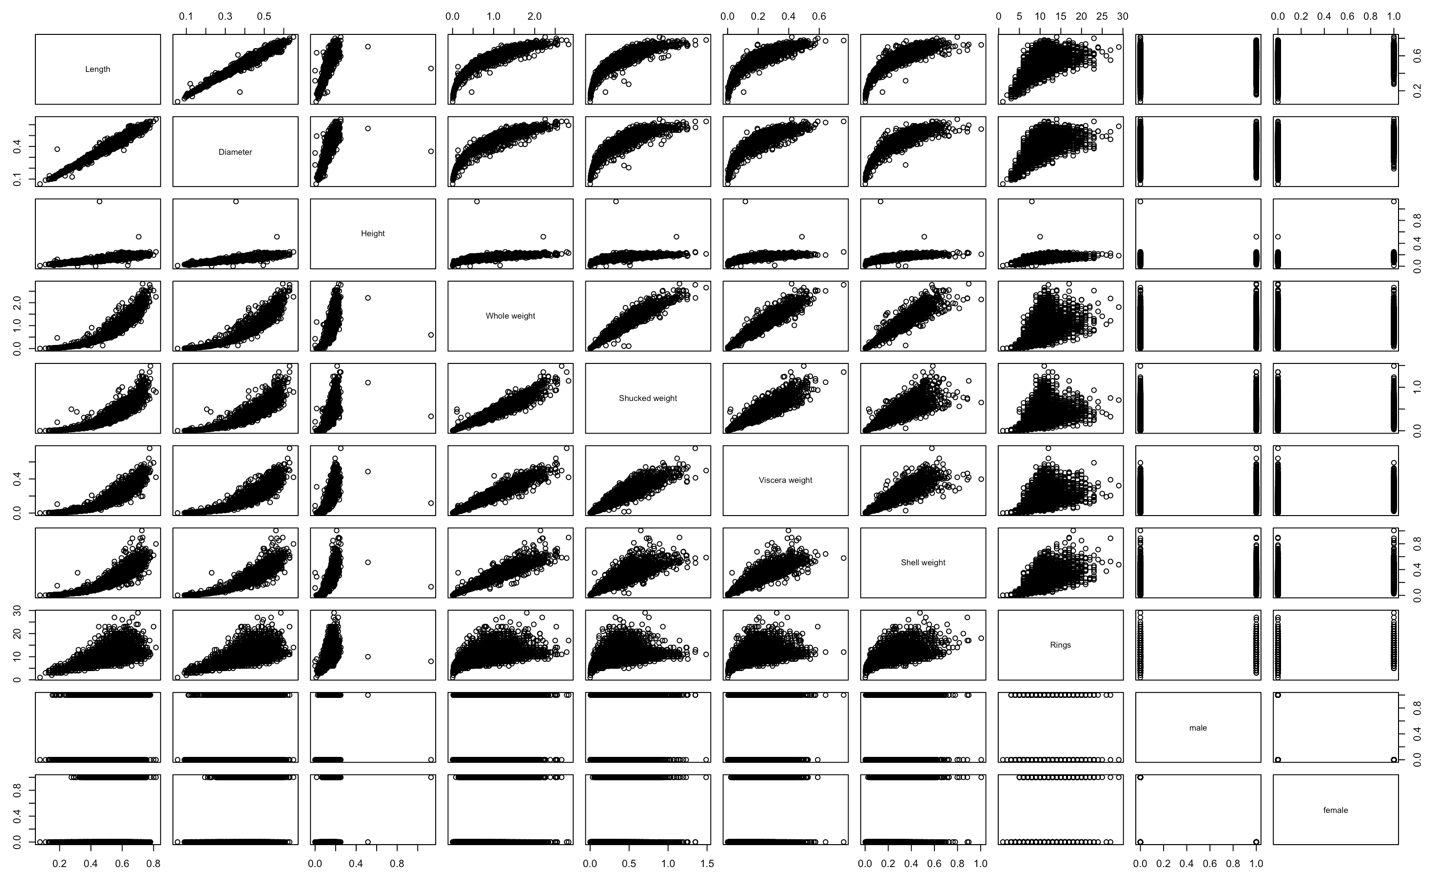 0.1 0.3 0.5 0.0 1.0 2.0 0.0 0.2 0.4 0.6 0 5 10 15 20 25 30 0.0 0.2 0.4 0.6 0.8 1.0
Length 0.2 0.6
0.1 0.4 Diameter
Height 0.0 0.4 0.8
0.0 1.0 2.0 Whole weight
Shucked weight 0.0 1.0
0.0 0.4 Viscera weight
Shell weight 0.0 0.4 0.8
0 10 20 30 Rings
male 0.0 0.4 0.8
0.0 0.4 0.8 female
0.2 0.4 0.6 0.8 0.0 0.2 0.4 0.8 0.0 0.5 1.0 1.5 0.0 0.2 0.4 0.6 0.8 1.0 0.0 0.2 0.4 0.6 0.8 1.0